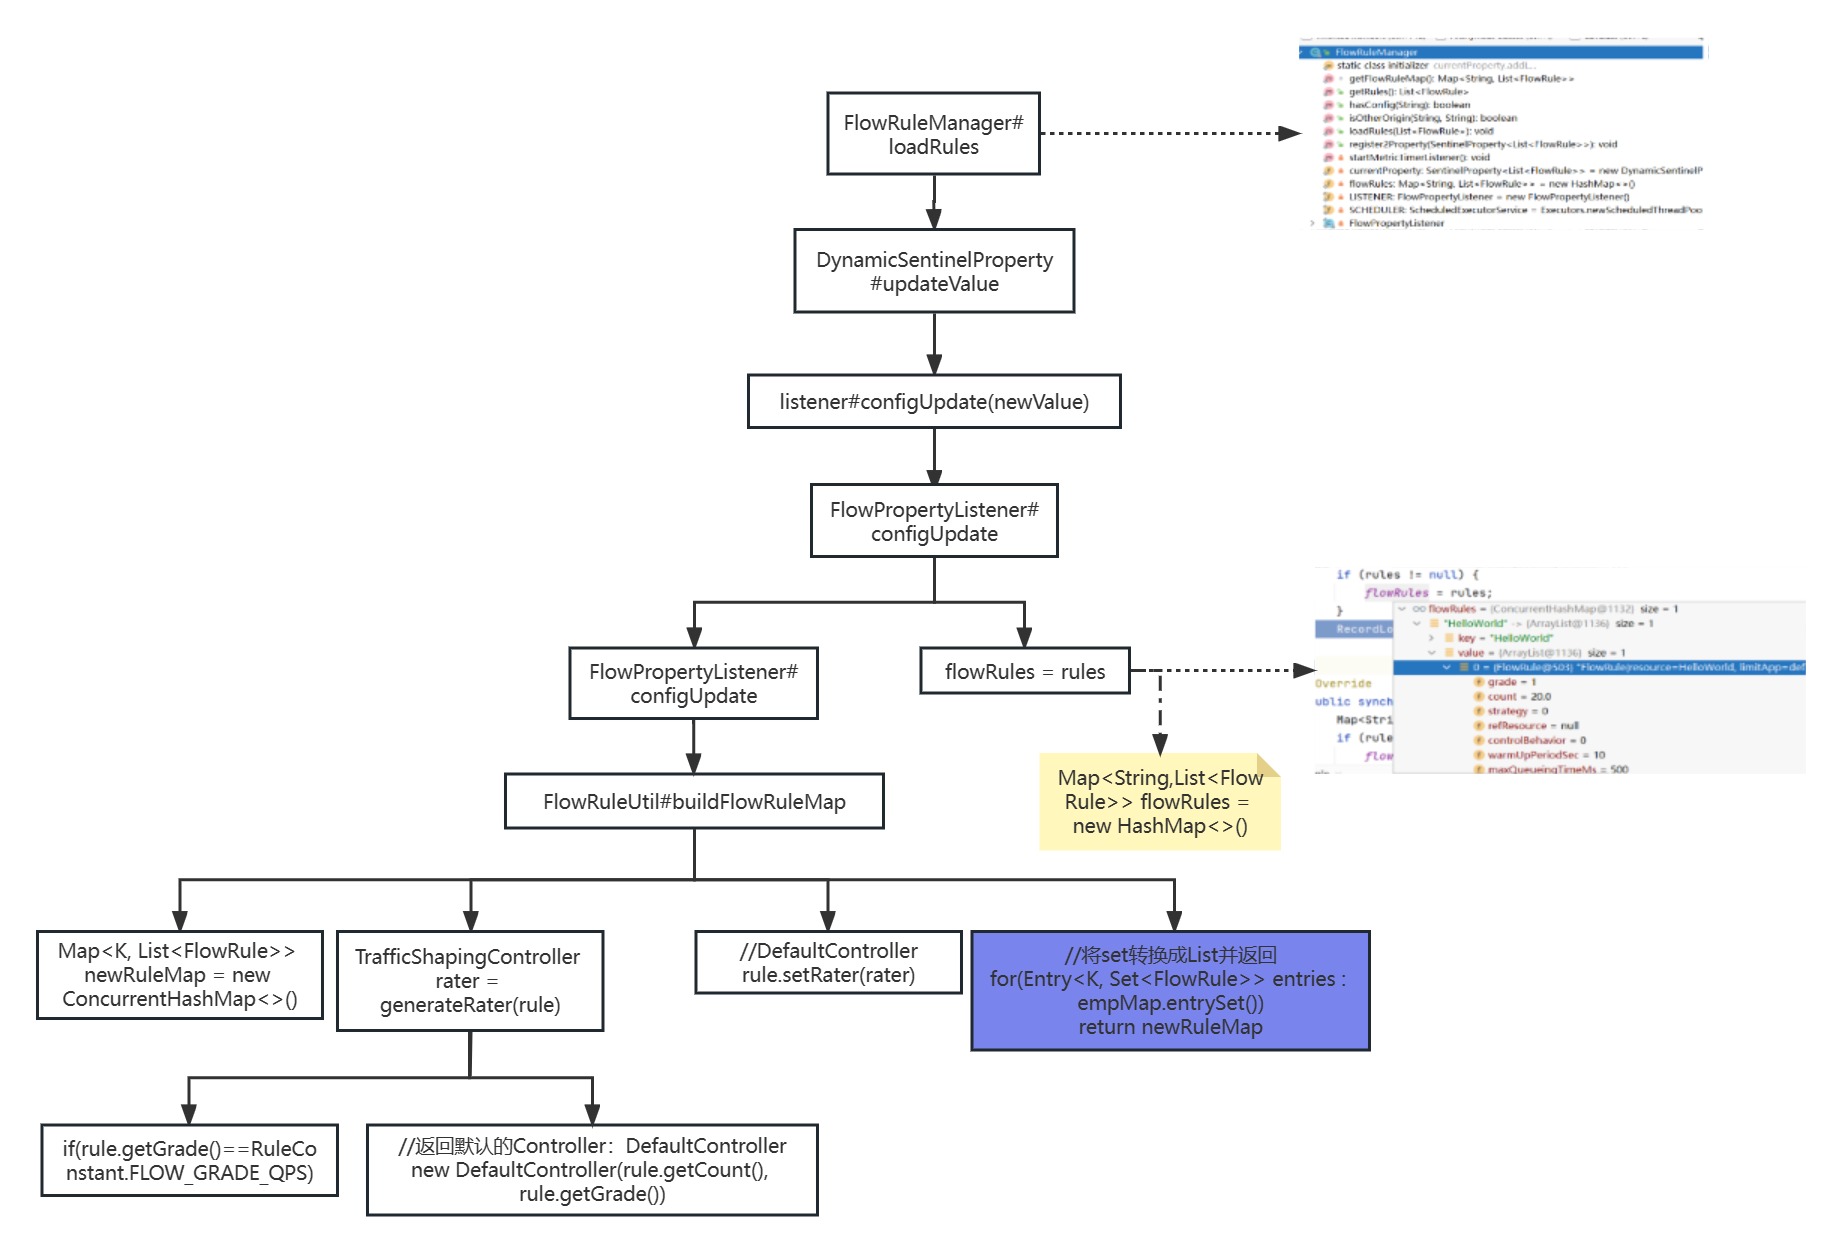 FlowRuleManager
static class initializer currentProperty.addL...
getFlowRuleMap(): Map<String, List<FlowRule>>
getRules(): List<FlowRule>
hasConfig(String): boolean
isOtherOrigin(String, String): boolean
loadRules(List<FlowRule>): void
register2Property(SentinelProperty<List<FlowRule>>): void
startMetricTimerListener(): void
currentProperty: SentinelProperty<List<FlowRule>> = new DynamicSentinelP
flowRules: Map<String, List<FlowRule>> = new HashMap<>()
LISTENER: FlowPropertyListener = new FlowPropertyListener()
SCHEDULER: ScheduledExecutorService = Executors.newScheduledThreadPoo
FlowPropertyListener
FlowRuleManager#
loadRules
DynamicSentinelProperty
#updateValue
listener#configUpdate(newValue)
FlowPropertyListener#
configUpdate
FlowPropertyListener#
configUpdate
flowRules = rules
if (rules != null) {
flowRules = rules;
}
RecordLo
flowRules = {ConcurrentHashMap@1132} size = 1
"HelloWorld" -> {ArrayList@1136} size = 1
key = "HelloWorld"
value = {ArrayList@1136} size = 1
0 = {FlowRule@503} "FlowRule{resource=HelloWorld, limitApp=def
grade = 1
count = 20.0
strategy = 0
refResource = null
controlBehavior = 0
warmUpPeriodSec = 10
maxQueueingTimeMs = 500
Override
ublic synch
Map<Stri
if (rule
flow
Map<String,List<Flow
Rule>> flowRules =
new HashMap<>()
FlowRuleUtil#buildFlowRuleMap
Map<K, List<FlowRule>>
newRuleMap = new
ConcurrentHashMap<>()
TrafficShapingController
rater =
generateRater(rule)
//DefaultController
rule.setRater(rater)
//将set转换成List并返回
for(Entry<K, Set<FlowRule>> entries :
empMap.entrySet())
return newRuleMap
if(rule.getGrade()==RuleCo
nstant.FLOW_GRADE_QPS)
//返回默认的Controller：DefaultController
new DefaultController(rule.getCount(),
rule.getGrade())